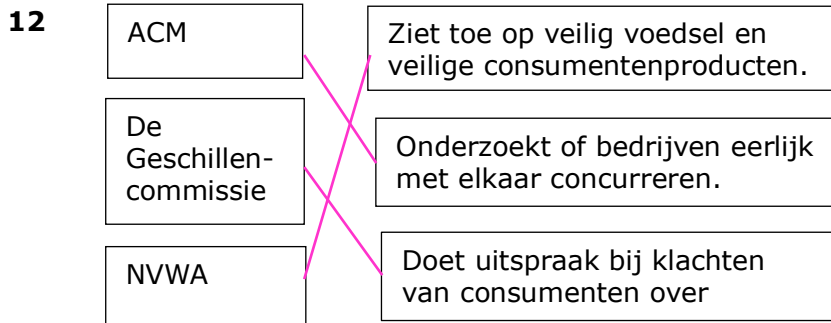 12
ACM
Ziet toe op veilig voedsel en
veilige consumentenproducten.
De
Geschillen-
commissie
Onderzoekt of bedrijven eerlijk
met elkaar concurreren.
NVWA
Doet uitspraak bij klachten
van consumenten over